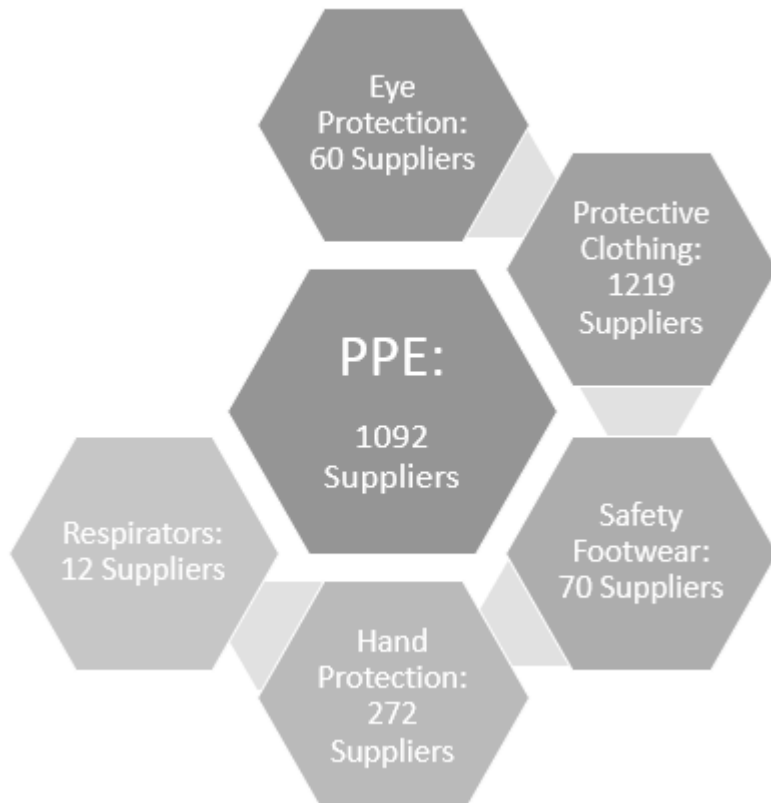 Eye
Protection:
60 Suppliers
Protective
Clothing:
1219
Suppliers
PPE:
1092
Suppliers
Safety
Footwear:
70 Suppliers
Respirators:
12 Suppliers
Hand
Protection:
272
Suppliers